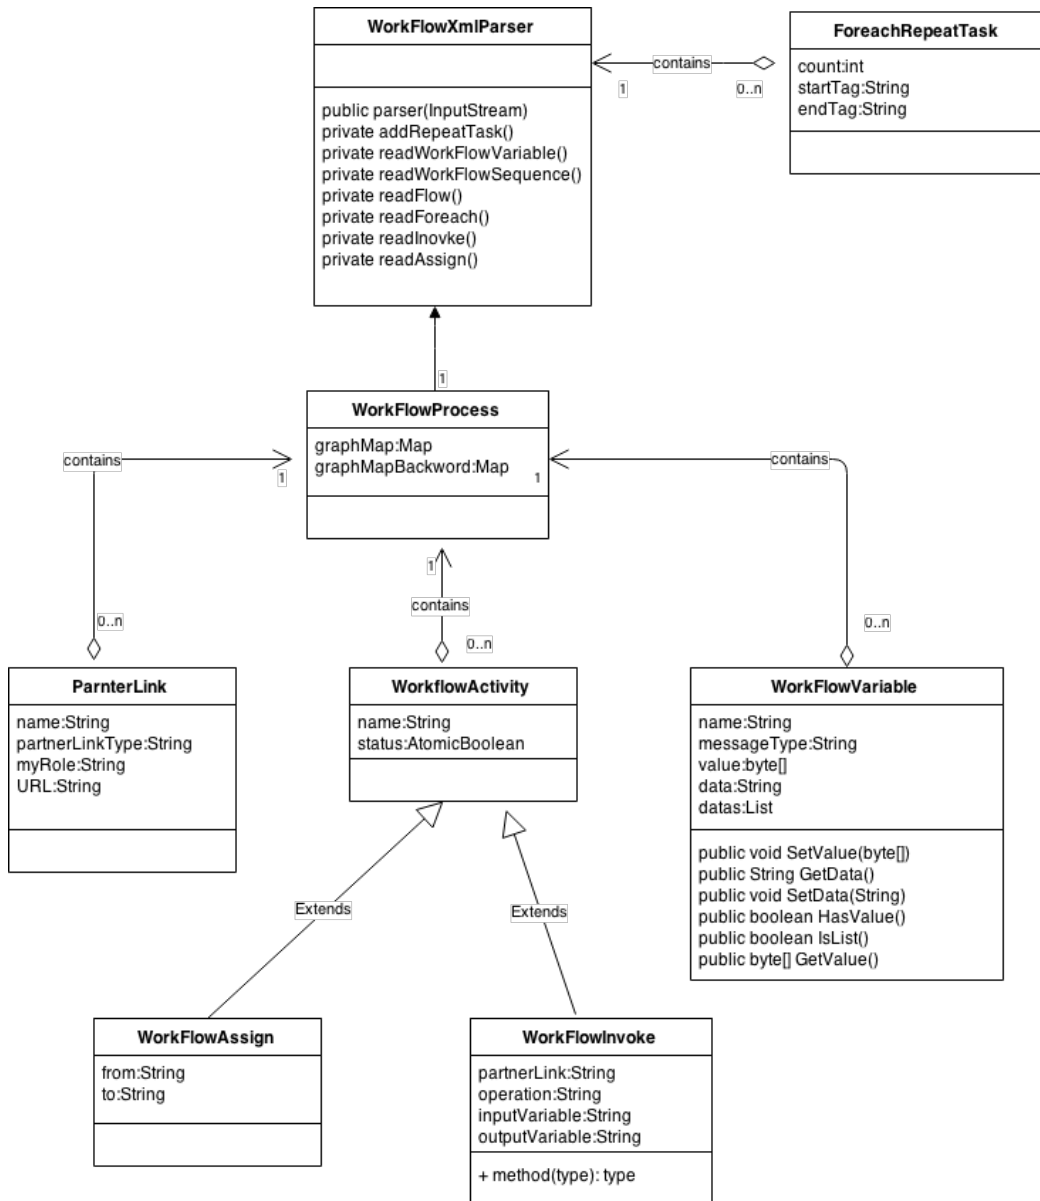 WorkFlowXmlParser
public parser(InputStream)
private addRepeatTask()
private readWorkFlowVariable()
private readWorkFlowSequence()
private readFlow()
private readForeach()
private readInovke()
private readAssign()
contains
1
0..n
ForeachRepeatTask
count:int
startTag:String
endTag:String
1
WorkFlowProcess
graphMap:Map
graphMapBackword:Map
1
contains
1
0..n
contains
0..n
1
contains
0..n
ParnterLink
name:String
partnerLinkType:String
myRole:String
URL:String
WorkflowActivity
name:String
status:AtomicBoolean
WorkFlowVariable
name:String
messageType:String
value:byte[]
data:String
datas:List
public void SetValue(byte[])
public String GetData()
public void SetData(String)
public boolean HasValue()
public boolean IsList()
public byte[] GetValue()
Extends
Extends
WorkFlowAssign
from:String
to:String
WorkFlowInvoke
partnerLink:String
operation:String
inputVariable:String
outputVariable:String
+ method(type): type